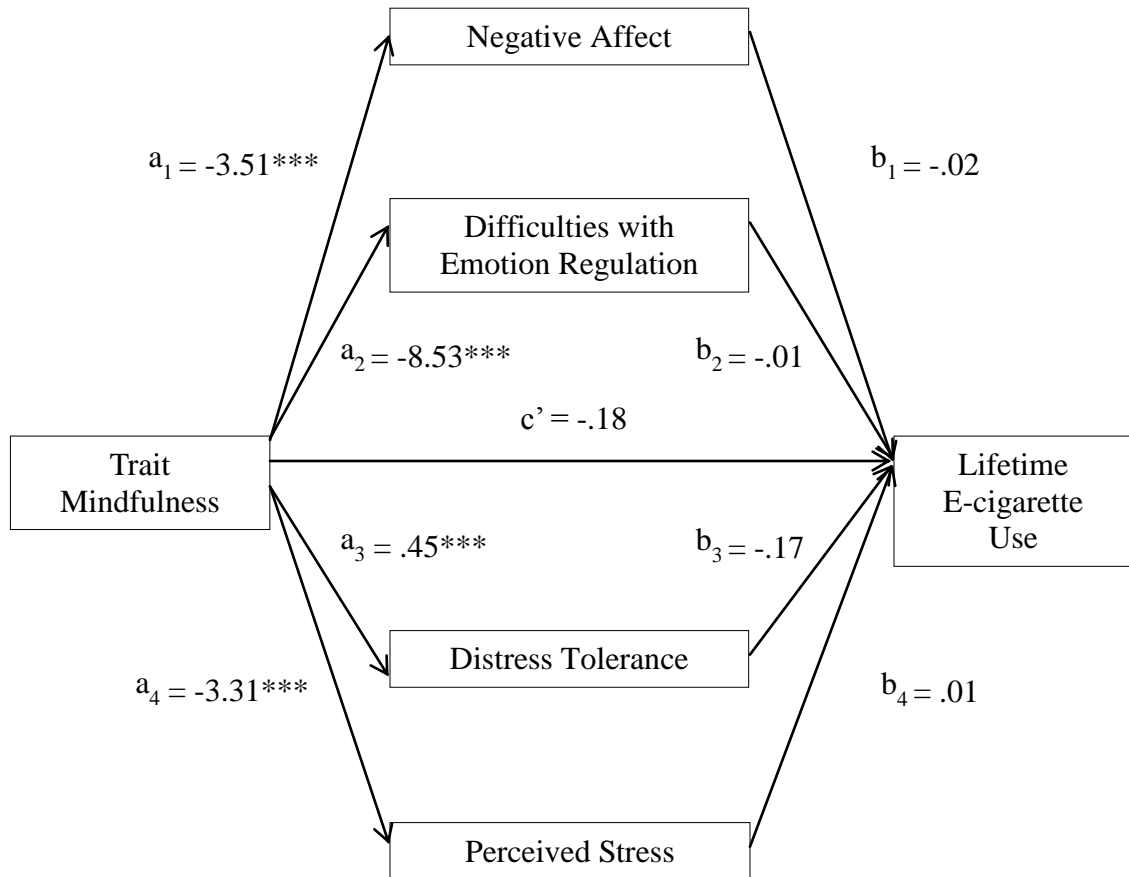 Negative Affect
a1 = -3.51***
b1 = -.02
Difficulties with
Emotion Regulation
a2 = -8.53***
b2 = -.01
c’ = -.18
Trait
Mindfulness
Lifetime
E-cigarette
Use
a3 = .45***
b3 = -.17
Distress Tolerance
a4 = -3.31***
b4 = .01
Perceived Stress